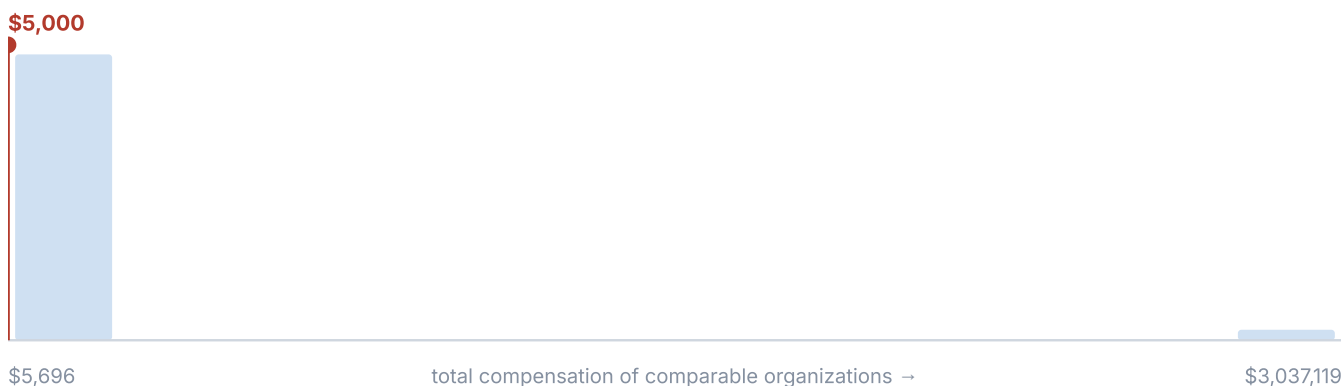 $5,000
$5,696 total compensation of comparable organizations → $3,037,119